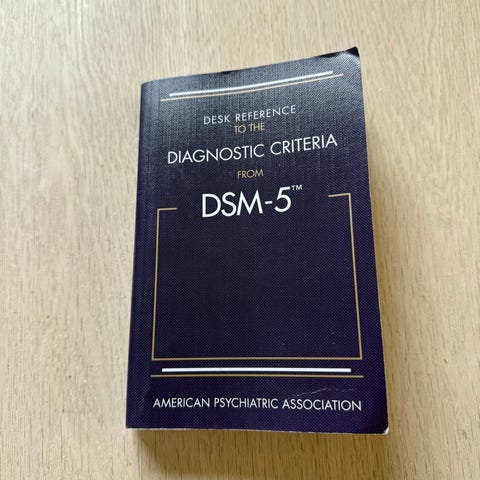 DESK REFERENCE
TO THE
DIAGNOSTIC CRITERIA
FROM
DSM-5™
AMERICAN PSYCHIATRIC ASSOCIATION